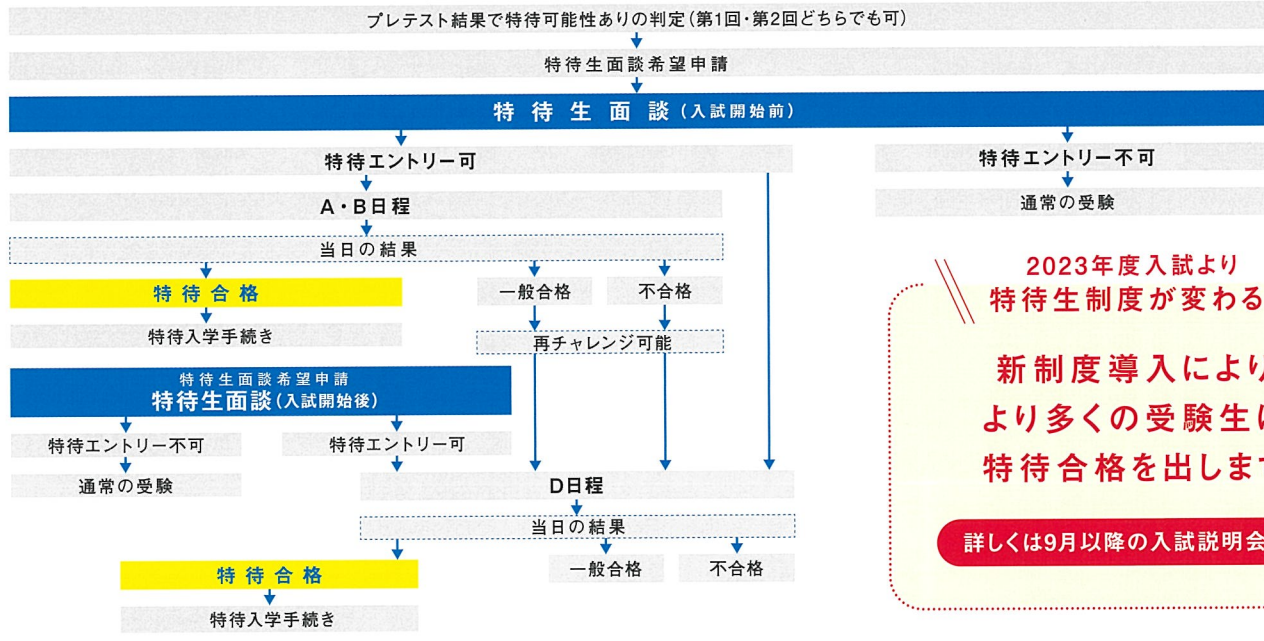 プレテスト結果で特待可能性ありの判定(第1回・第2回どちらでも可)
特待生面談希望申請
特待生面談(入試開始前)
特待エントリー可
特待エントリー不可
A・B日程
通常の受験
当日の結果
特待合格
一般合格
不合格
特待入学手続き
再チャレンジ可能
特待生面談希望申請
特待生面談(入試開始後)
特待エントリー不可
特待エントリー可
通常の受験
D日程
当日の結果
特待合格
一般合格
不合格
特待入学手続き
2023年度入試より
特待生制度が変わる
新制度導入により
より多くの受験生
特待合格を出しま
詳しくは9月以降の入試説明会